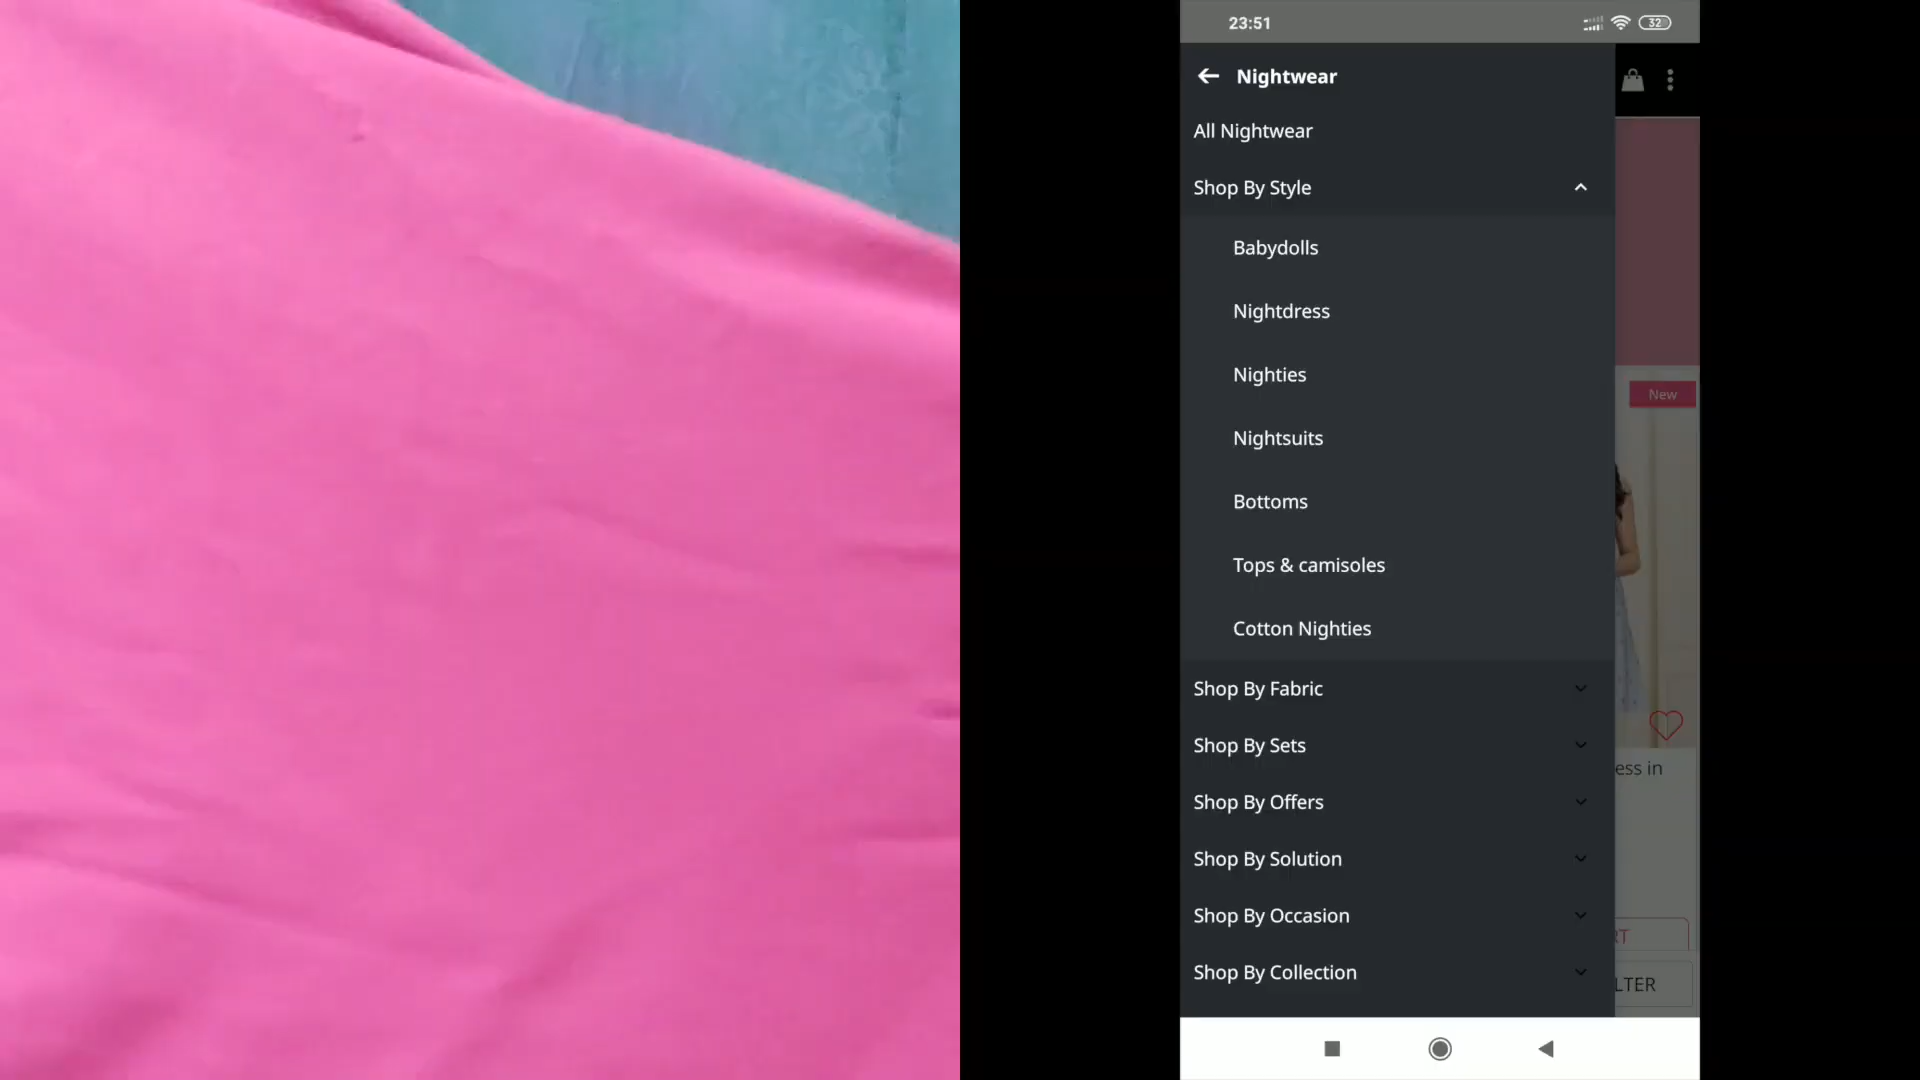 23:51
32
Nightwear
All Nightwear
Shop By Style
Babydolls
Nightdress
Nighties
New
Nightsuits
Bottoms
Tops & camisoles
Cotton Nighties
Shop By Fabric
Shop By Sets
ess in
Shop By Offers
Shop By Solution
Shop By Occasion
RT
Shop By Collection
LTER